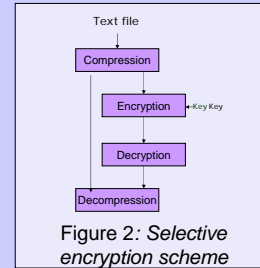 Text file
Compression
Encryption
Key Key
Decryption
Decompression
Figure 2: Selective
encryption scheme